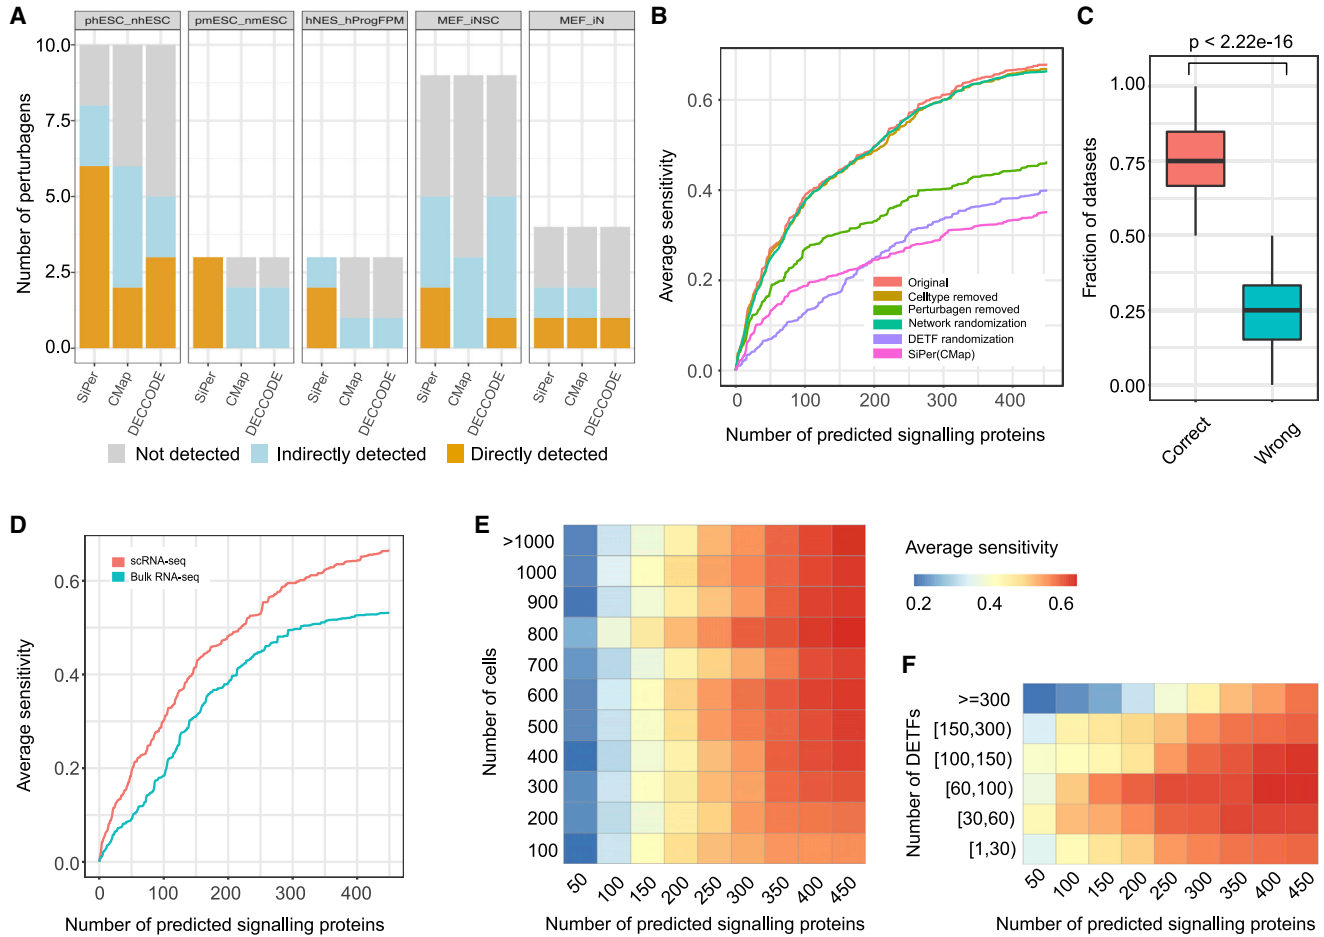 A
phESC_nhESC
pmESC_nmESC
hNES_hProgFPM
MEF_iNSC
MEF_iN
10.0
7.5
5.0
2.5
0.0
Number of perturbagens
SiPer
CMap
DECCODE
SiPer
CMap
DECCODE
SiPer
CMap
DECCODE
SiPer
CMap
DECCODE
SiPer
CMap
DECCODE
Not detected
Indirectly detected
Directly detected
B
0.6
0.4
0.2
0.0
Average sensitivity
Original
Celltype removed
Perturbagen removed
Network randomization
DETF randomization
SiPer(CMap)
0 100 200 300 400
Number of predicted signalling proteins
C
p < 2.22e-16
1.00
0.75
0.50
0.25
0.00
Fraction of datasets
Correct
Wrong
D
scRNA-seq
Bulk RNA-seq
0.6
0.4
0.2
0.0
Average sensitivity
0 100 200 300 400
Number of predicted signalling proteins
E
>1000
1000
900
800
700
600
500
400
300
200
100
Number of cells
50 100 150 200 250 300 350 400 450
Number of predicted signalling proteins
Average sensitivity
0.2 0.4 0.6
F
>=300
[150,300)
[100,150)
[60,100)
[30,60)
[1,30)
Number of DETFs
50 100 150 200 250 300 350 400 450
Number of predicted signalling proteins